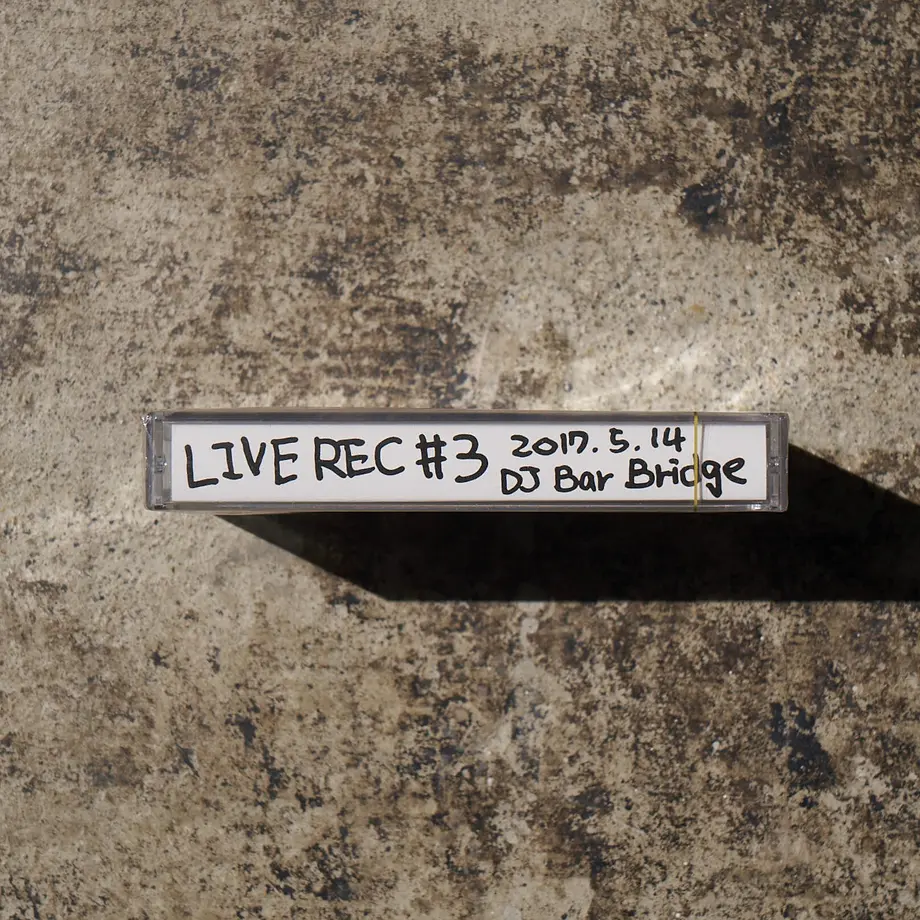 LIVE REC #3
2017.5.14
DJ Bar Bridge